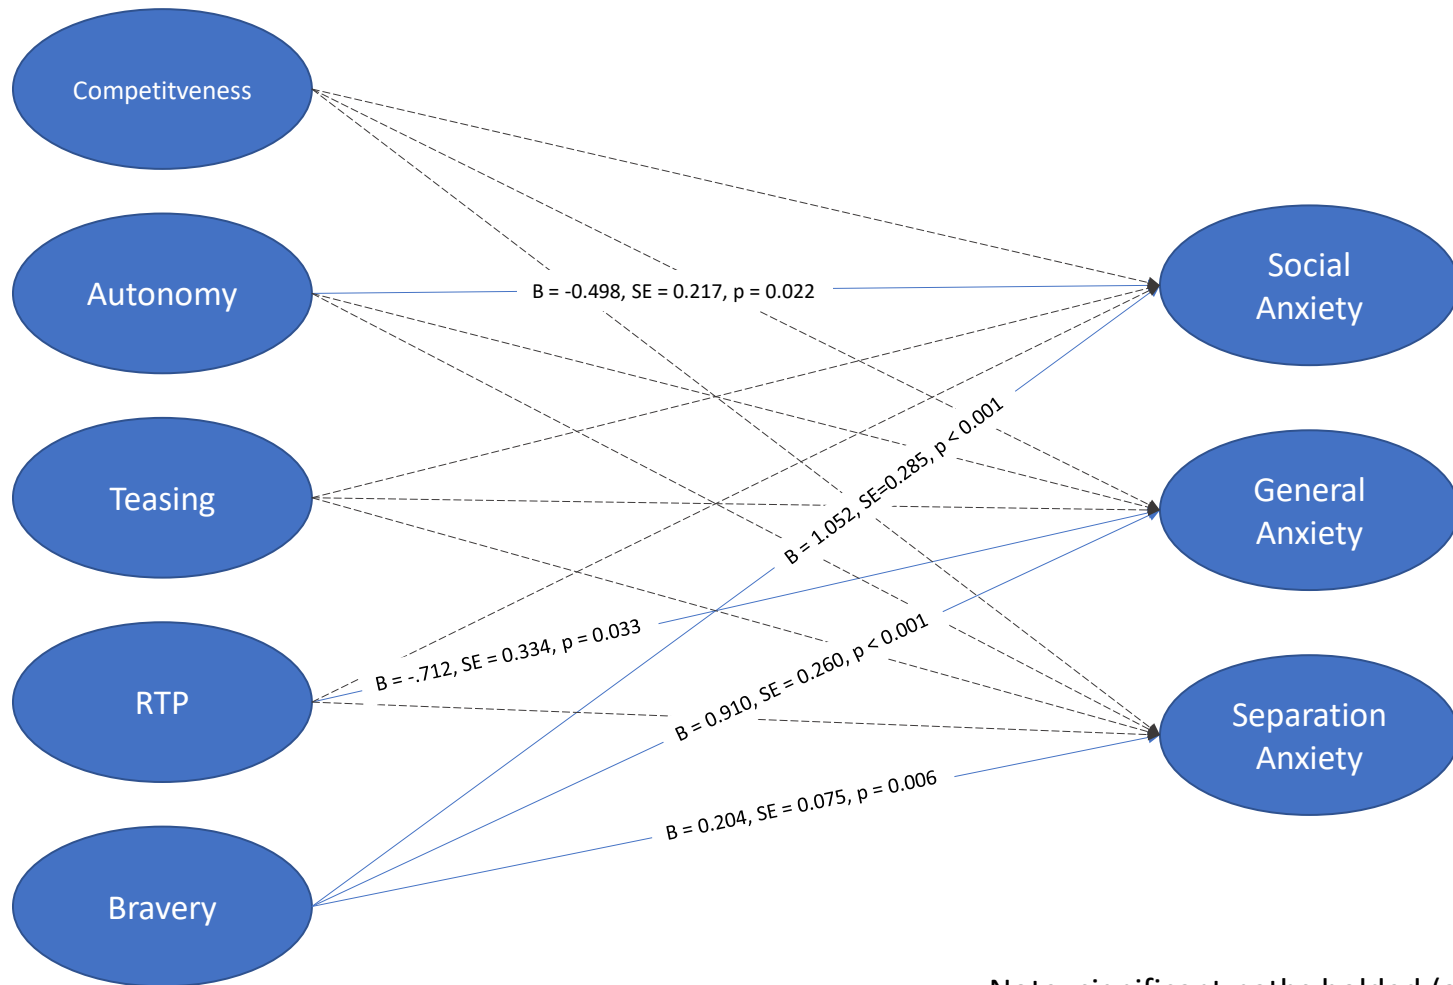 Competitveness
Autonomy
Teasing
RTP
Bravery
B = -0.498, SE = 0.217, p = 0.022
B = 1.052, SE=0.285, p < 0.001
B = -.712, SE = 0.334, p = 0.033
B = 0.910, SE = 0.260, p < 0.001
B = 0.204, SE = 0.075, p = 0.006
Social
Anxiety
General
Anxiety
Separation
Anxiety